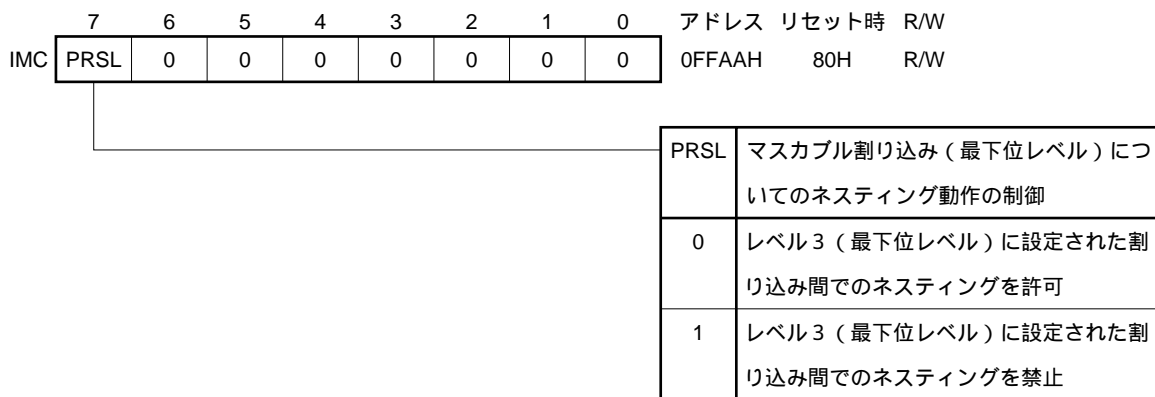 7 6 5 4 3 2 1 0 アドレス リセット時 R/W
IMC PRSL 0 0 0 0 0 0 0 0FFAAH 80H R/W
PRSL マスカブル割り込み（最下位レベル）につ
いてのネスティング動作の制御
0 レベル３（最下位レベル）に設定された割
り込み間でのネスティングを許可
1 レベル３（最下位レベル）に設定された割
り込み間でのネスティングを禁止